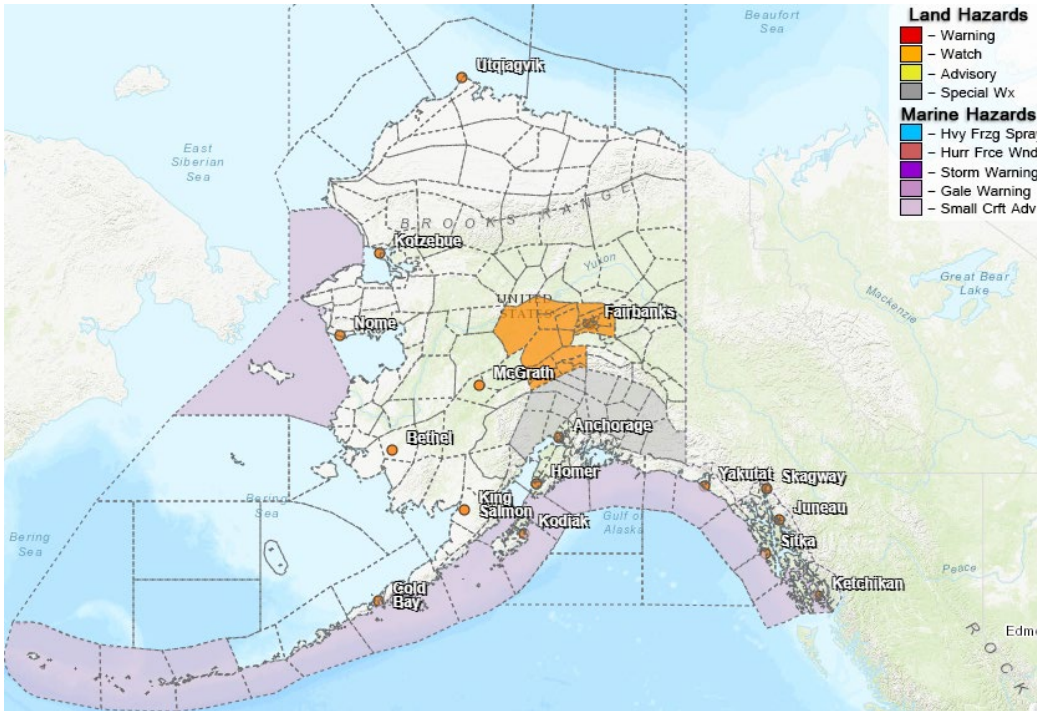 Beaufort
Sea
Land Hazards
– Warning
– Watch
– Advisory
– Special Wx
Marine Hazards
– Hvy Frzg Spray
– Hurr Frce Wnd
– Storm Warning
– Gale Warning
– Small Crft Adv
Utqiagvik
East
Siberian
Sea
BROOKS RANGE
Kotzebue
Yukon
Great Bear
Lake
Mackenzie
UNITED
STATES
Fairbanks
Nome
McGrath
Anchorage
Bethel
Homer
Yakutat
Skagway
King
Salmon
Kodiak
Gulf of
Alaska
Juneau
Bering
Sea
Bering
Sea
Sitka
Peace
Cold
Bay
Ketchikan
Edm
ROCK